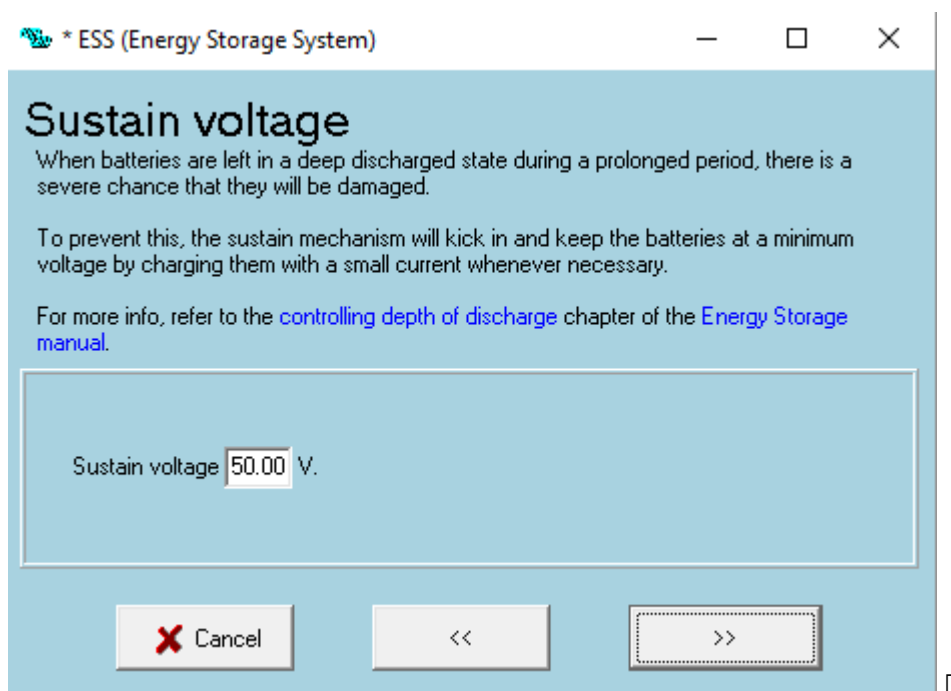 * ESS (Energy Storage System)
Sustain voltage
When batteries are left in a deep discharged state during a prolonged period, there is a
severe chance that they will be damaged.
To prevent this, the sustain mechanism will kick in and keep the batteries at a minimum
voltage by charging them with a small current whenever necessary.
For more info, refer to the controlling depth of discharge chapter of the Energy Storage
manual.
Sustain voltage 50.00 V.
Cancel << >>